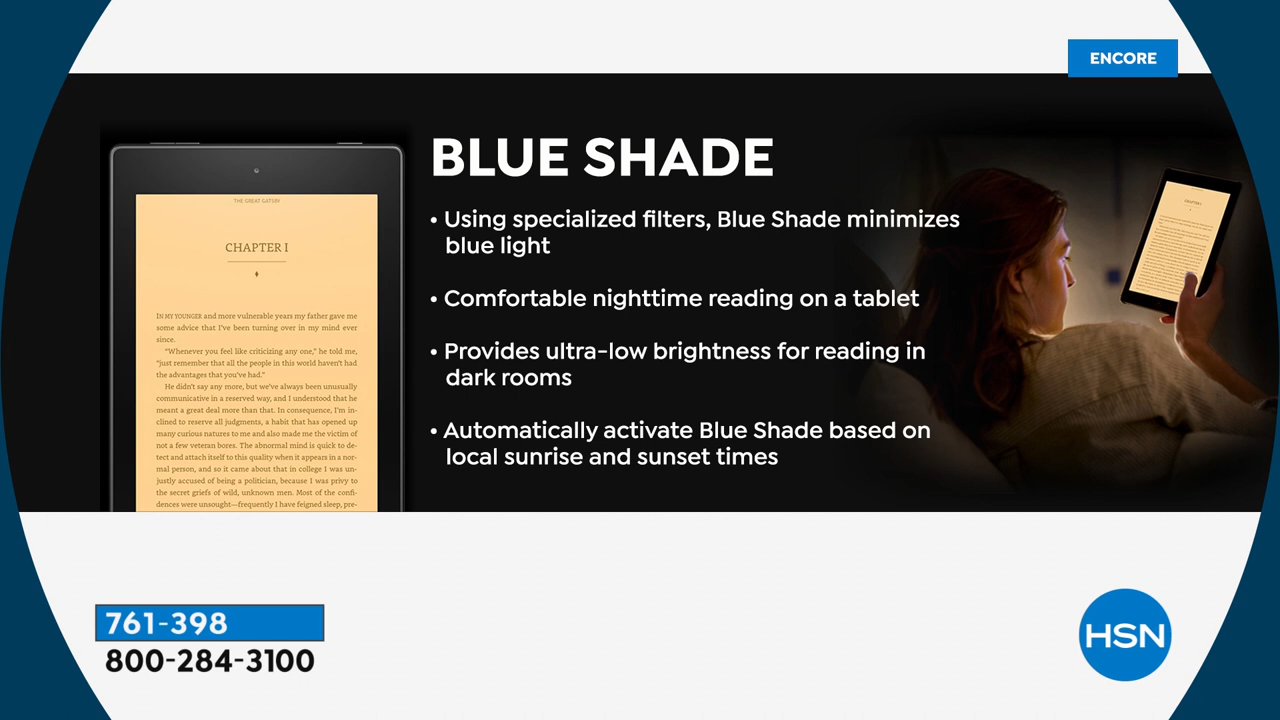 ENCORE
THE GREAT GATSBY
CHAPTER I
IN MY YOUNGER and more vulnerable years my father gave me
some advice that I've been turning over in my mind ever
since.
"Whenever you feel like criticizing any one," he told me,
"just remember that all the people in this world haven't had
the advantages that you've had."
He didn't say any more, but we've always been unusually
communicative in a reserved way, and I understood that he
meant a great deal more than that. In consequence, I'm in-
clined to reserve all judgments, a habit that has opened up
many curious natures to me and also made me the victim of
not a few veteran bores. The abnormal mind is quick to de-
tect and attach itself to this quality when it appears in a nor-
mal person, and so it came about that in college I was un-
justly accused of being a politician, because I was privy to
the secret griefs of wild, unknown men. Most of the confi-
dences were unsought—frequently I have feigned sleep, pre-
BLUE SHADE
• Using specialized filters, Blue Shade minimizes
blue light
• Comfortable nighttime reading on a tablet
• Provides ultra-low brightness for reading in
dark rooms
• Automatically activate Blue Shade based on
local sunrise and sunset times
CHAPTER I
761-398
800-284-3100
HSN